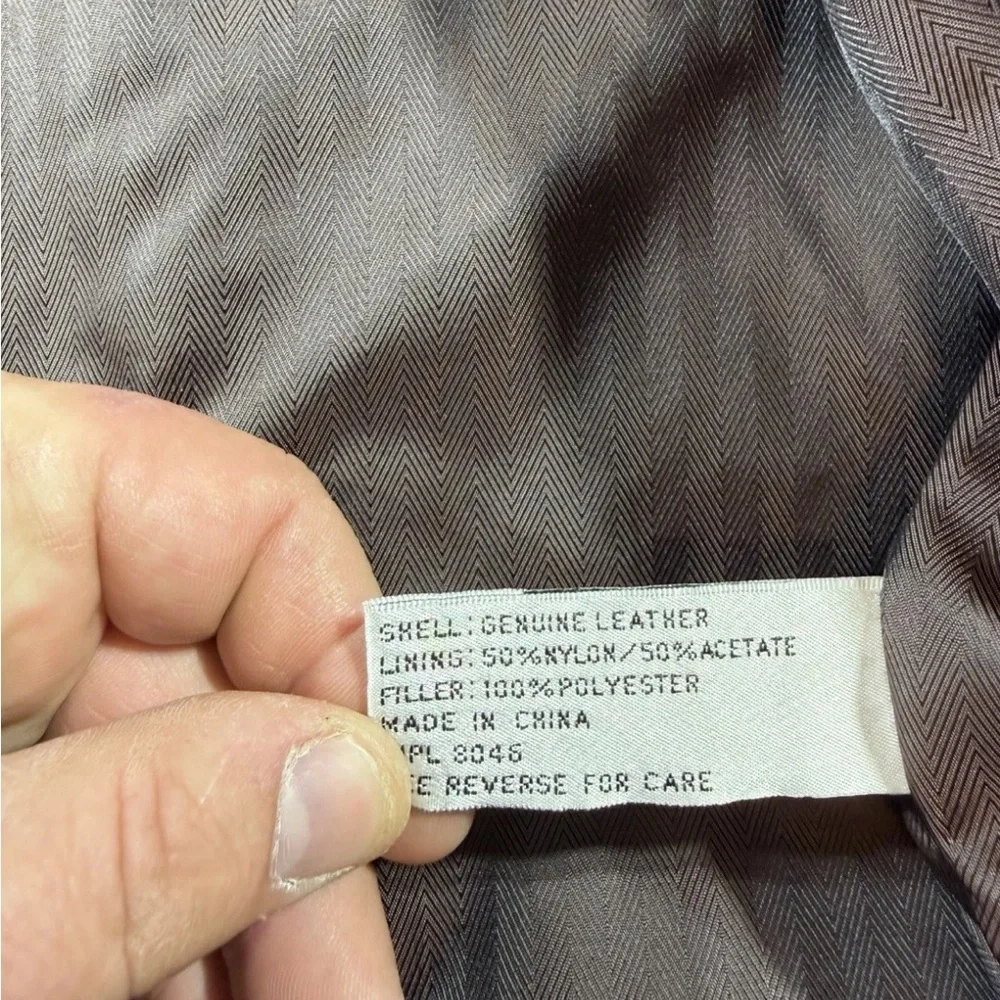 SHELL: GENUINE LEATHER
LINING: 50%NYLON/50%ACETATE
FILLER: 100%POLYESTER
MADE IN CHINA
8046
REVERSE FOR CARE